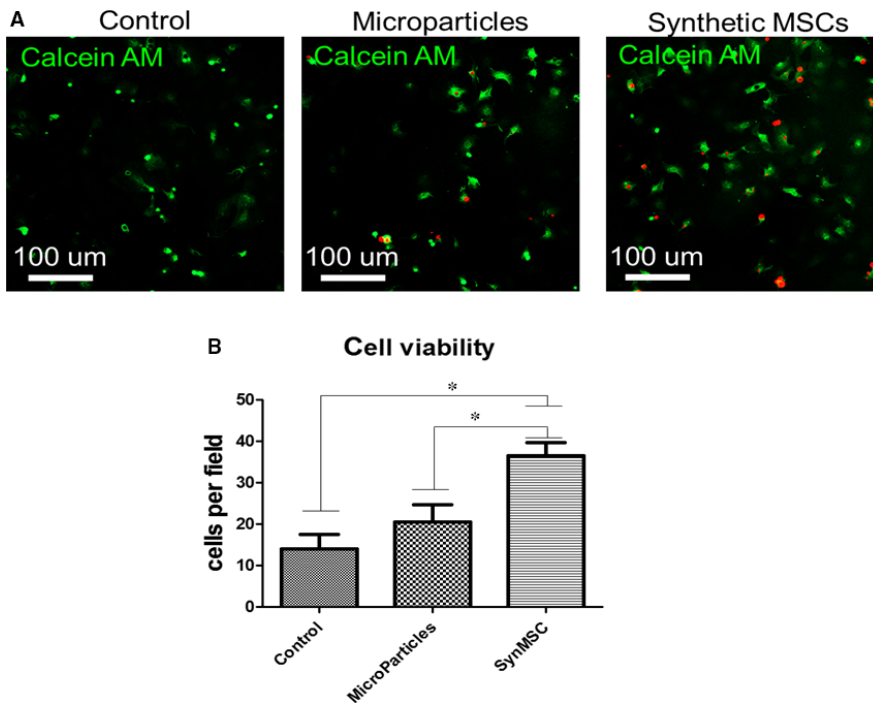 A
Control
Microparticles
Synthetic MSCs
Calcein AM
Calcein AM
Calcein AM
100 um
100 um
100 um
B
Cell viability
*
*
cells per field
50
40
30
20
10
0
Control
MicroParticles
SynMSC